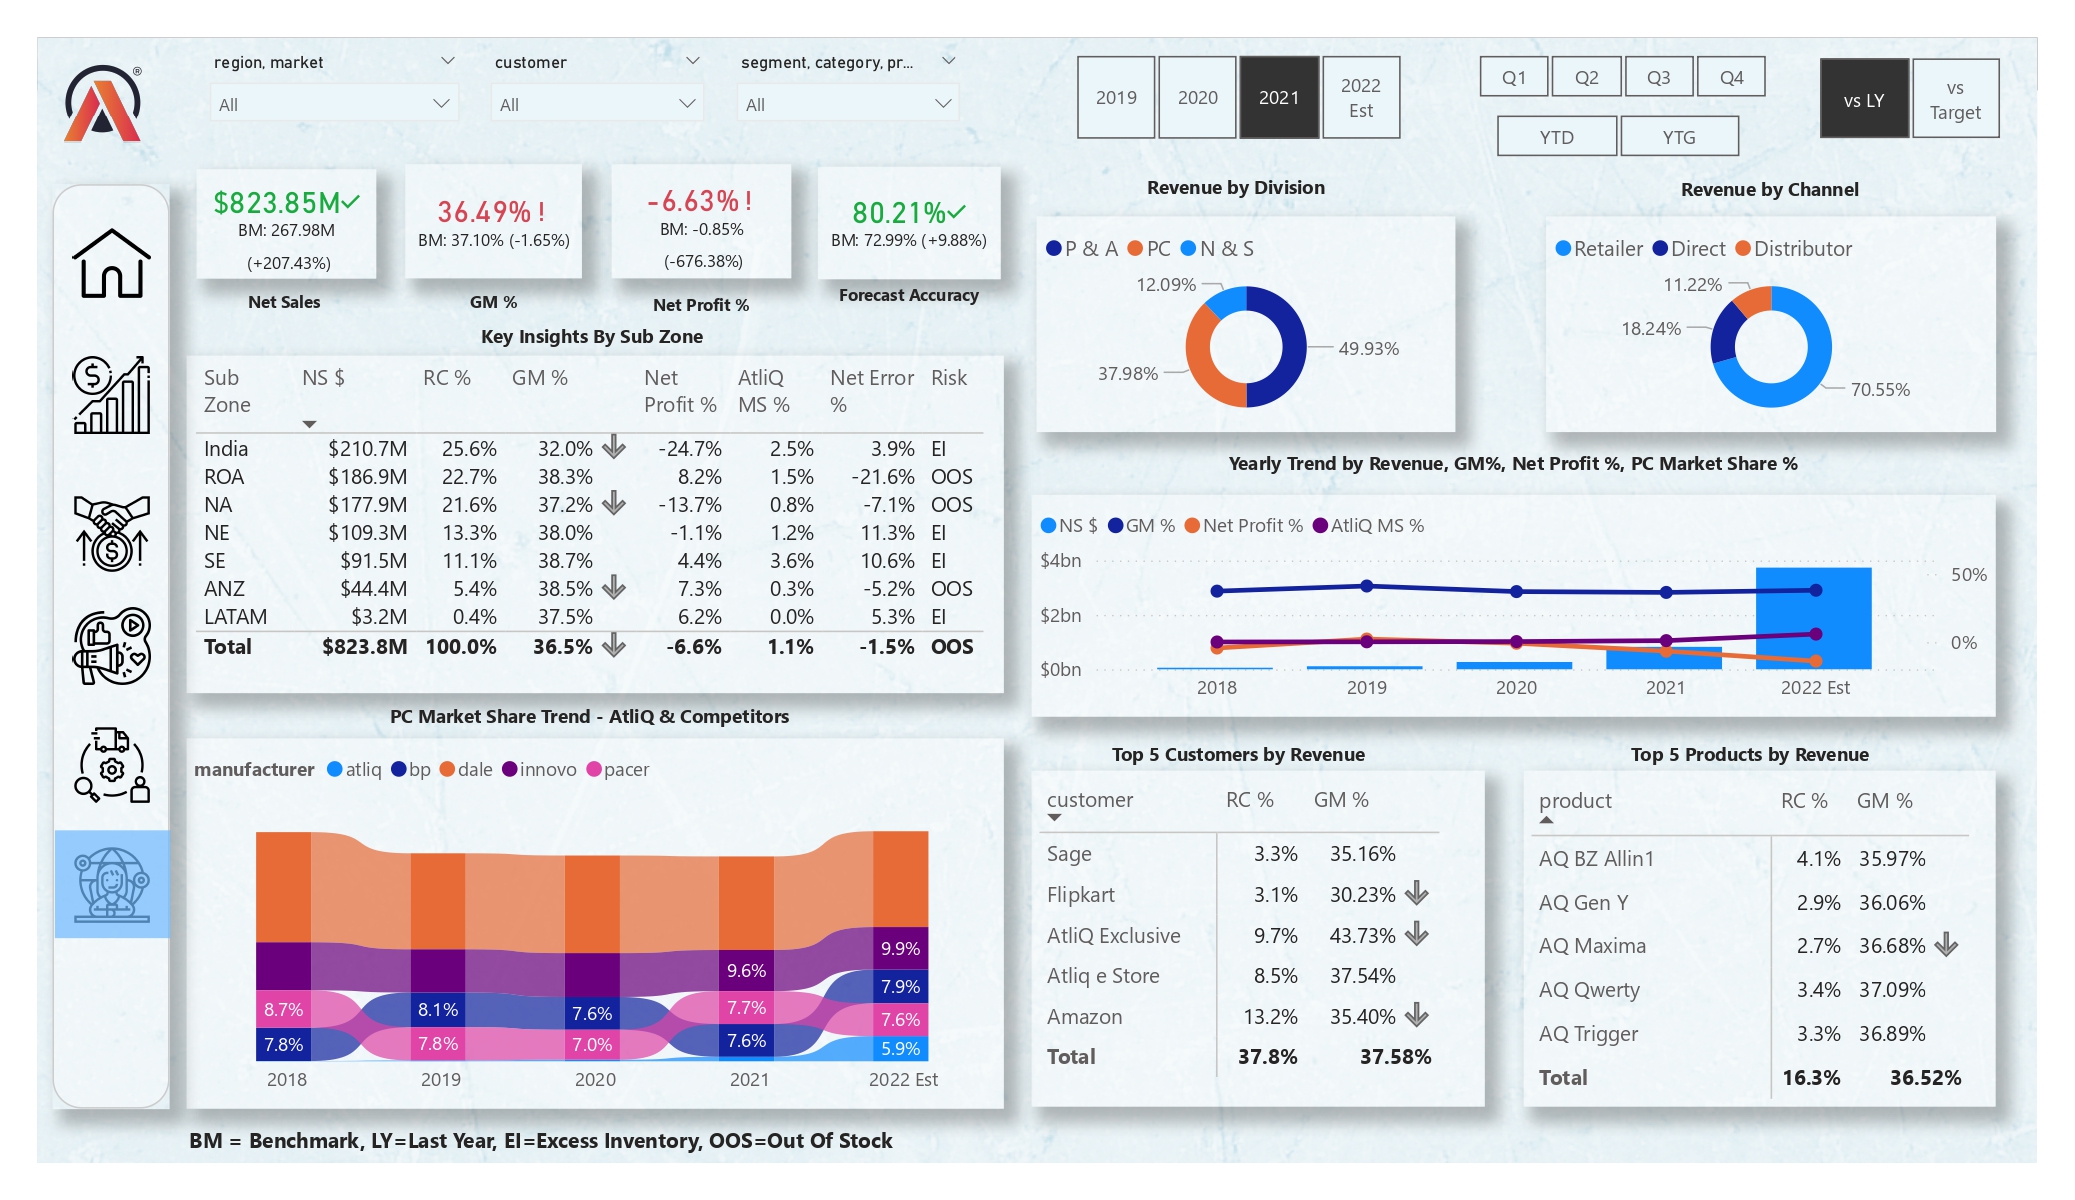 region, market
customer
segment, category, pr...
All
All
All
2019
2020
2021
2022
Est
Q1
Q2
Q3
Q4
YTD
YTG
vs LY
vs
Target
®
$823.85M
BM: 267.98M
(+207.43%)
Net Sales
36.49% !
BM: 37.10% (-1.65%)
GM %
-6.63% !
BM: -0.85%
(-676.38%)
Net Profit %
80.21%
BM: 72.99% (+9.88%)
Forecast Accuracy
Revenue by Division
P & A PC N & S
12.09%
49.93%
37.98%
Revenue by Channel
Retailer Direct Distributor
11.22%
18.24%
70.55%
Key Insights By Sub Zone
Sub Zone NS $ RC % GM % Net Profit % AtliQ MS % Net Error % Risk
India $210.7M 25.6% 32.0% -24.7% 2.5% 3.9% EI
ROA $186.9M 22.7% 38.3% 8.2% 1.5% -21.6% OOS
NA $177.9M 21.6% 37.2% -13.7% 0.8% -7.1% OOS
NE $109.3M 13.3% 38.0% -1.1% 1.2% 11.3% EI
SE $91.5M 11.1% 38.7% 4.4% 3.6% 10.6% EI
ANZ $44.4M 5.4% 38.5% 7.3% 0.3% -5.2% OOS
LATAM $3.2M 0.4% 37.5% 6.2% 0.0% 5.3% EI
Total $823.8M 100.0% 36.5% -6.6% 1.1% -1.5% OOS
Yearly Trend by Revenue, GM%, Net Profit %, PC Market Share %
NS $ GM % Net Profit % AtliQ MS %
$4bn
$2bn
$0bn
50%
0%
2018 2019 2020 2021 2022 Est
PC Market Share Trend - AtliQ & Competitors
manufacturer atliq bp dale innovo pacer
8.7%
7.8%
8.1%
7.8%
7.6%
7.0%
9.6%
7.7%
7.6%
9.9%
7.9%
7.6%
5.9%
2018 2019 2020 2021 2022 Est
Top 5 Customers by Revenue
customer RC % GM %
Sage 3.3% 35.16%
Flipkart 3.1% 30.23%
AtliQ Exclusive 9.7% 43.73%
Atliq e Store 8.5% 37.54%
Amazon 13.2% 35.40%
Total 37.8% 37.58%
Top 5 Products by Revenue
product RC % GM %
AQ BZ Allin1 4.1% 35.97%
AQ Gen Y 2.9% 36.06%
AQ Maxima 2.7% 36.68%
AQ Qwerty 3.4% 37.09%
AQ Trigger 3.3% 36.89%
Total 16.3% 36.52%
BM = Benchmark, LY=Last Year, EI=Excess Inventory, OOS=Out Of Stock